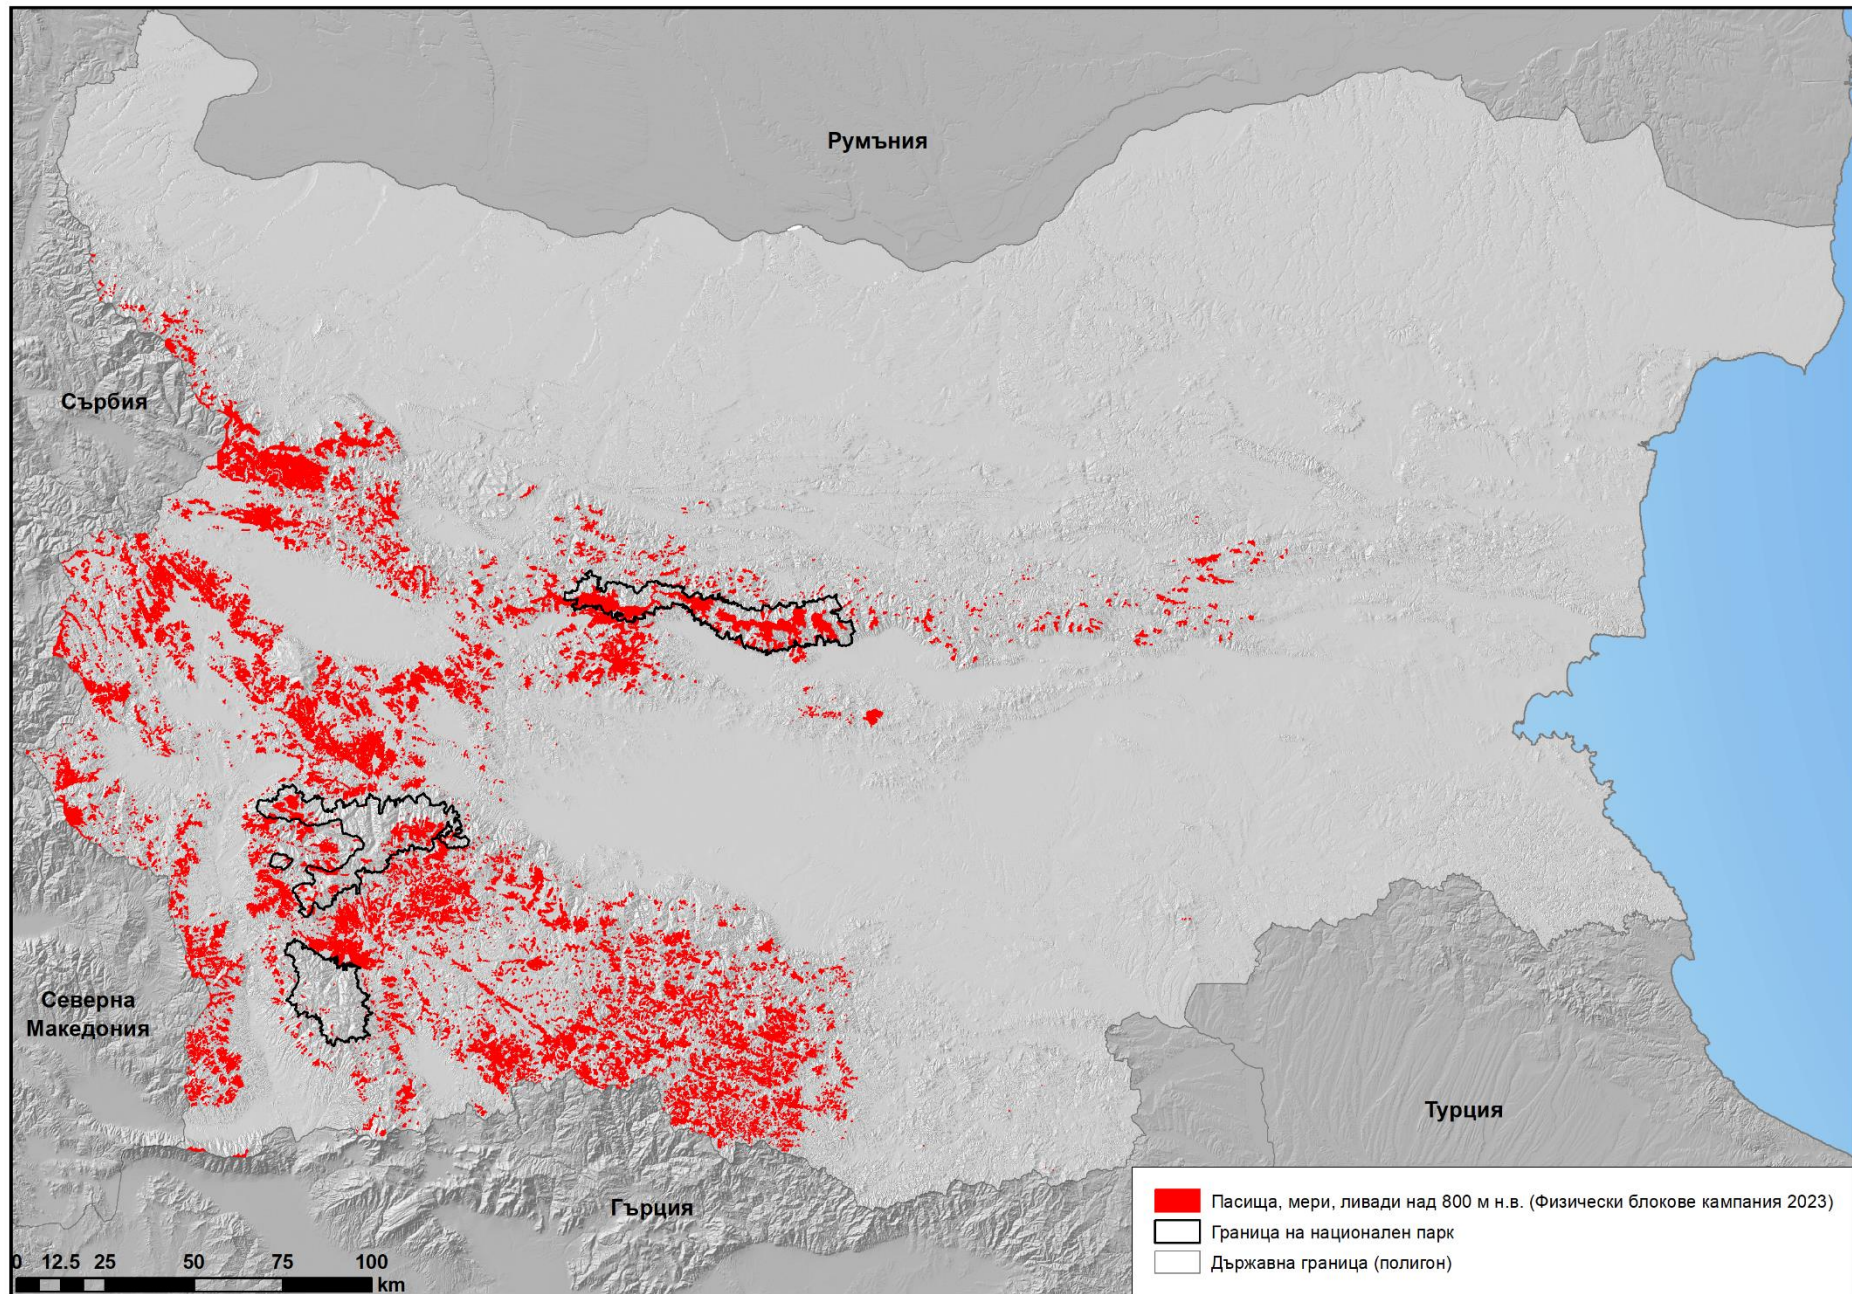 Румъния
Сърбия
Северна
Македония
Турция
Гърция
Пасища, мери, ливади над 800 м н.в. (Физически блокове кампания 2023)
Граница на национален парк
Държавна граница (полигон)
0 12.5 25 50 75 100
km